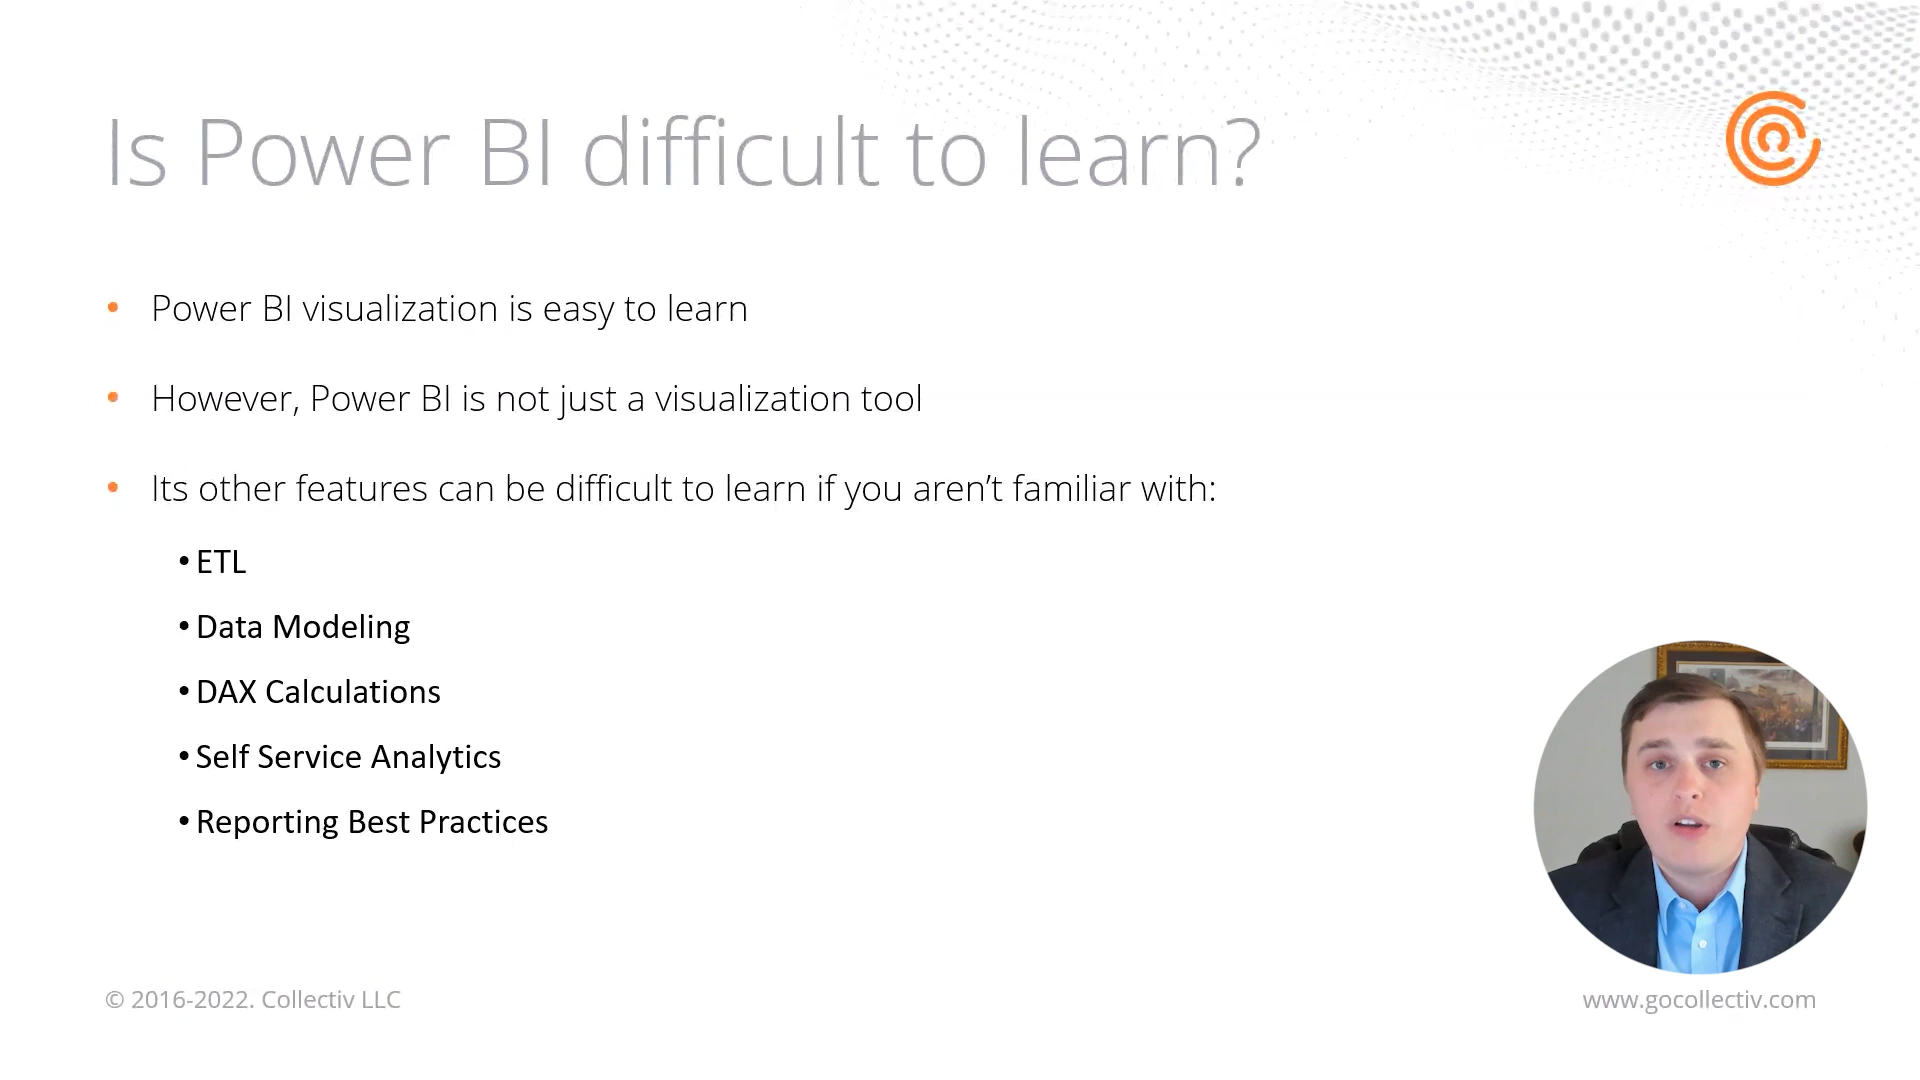 Is Power BI difficult to learn?
• Power BI visualization is easy to learn
• However, Power BI is not just a visualization tool
• Its other features can be difficult to learn if you aren’t familiar with:
• ETL
• Data Modeling
• DAX Calculations
• Self Service Analytics
• Reporting Best Practices
© 2016-2022. Collectiv LLC
www.gocollectiv.com